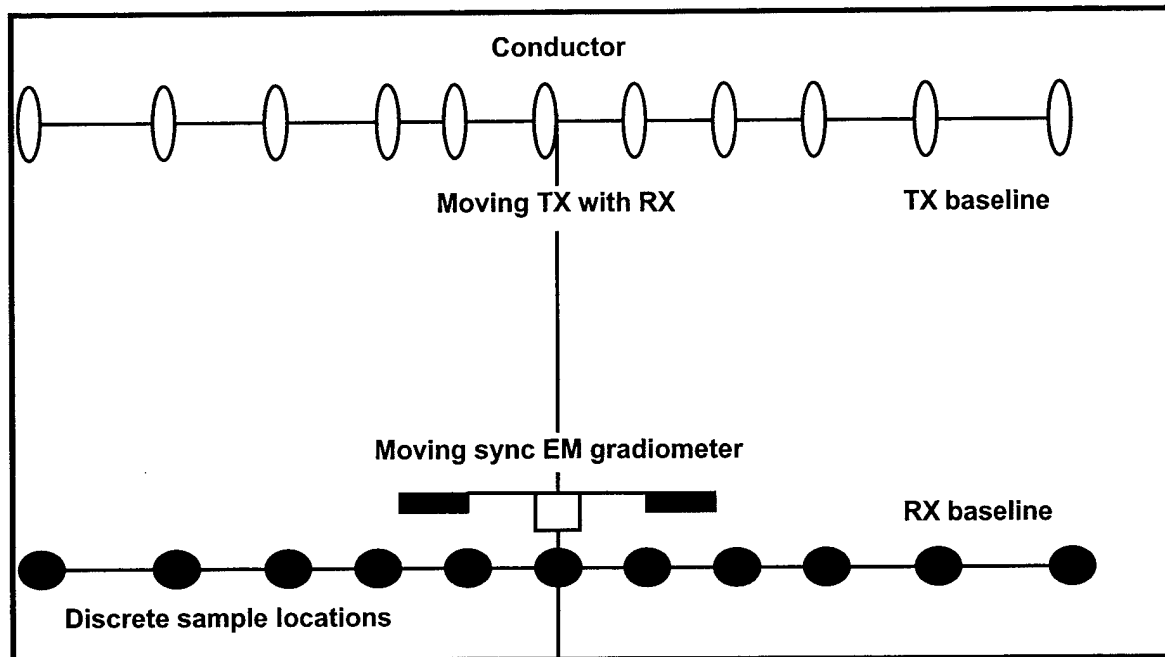 Conductor
Moving TX with RX
TX baseline
Moving sync EM gradiometer
RX baseline
Discrete sample locations